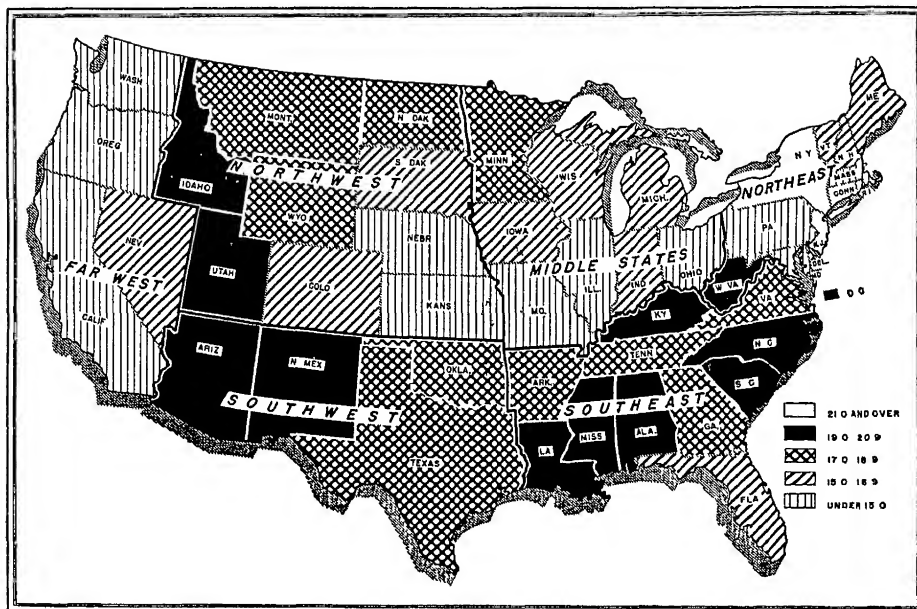 WASH
MONT.
N DAK
MINN
ME
OREG
IDAHO
NORTHWEST
S DAK
WIS
MICH.
N Y
VT
N H
MASS
CONN
R I
NORTHEAST
WYO
IOWA
NEBR
NEV
UTAH
COLO
KANS
MO.
ILL.
IND
OHIO
PA
N J
DEL
MD
MIDDLE STATES
FAR WEST
CALIF
W VA
VA
D C
KY
ARIZ
N MEX
OKLA.
ARK.
TENN
N C
S C
SOUTHWEST
SOUTHEAST
TEXAS
LA
MISS
ALA.
GA.
FLA
21 0 AND OVER
19 0 20 9
17 0 18 9
15 0 16 9
UNDER 15 0